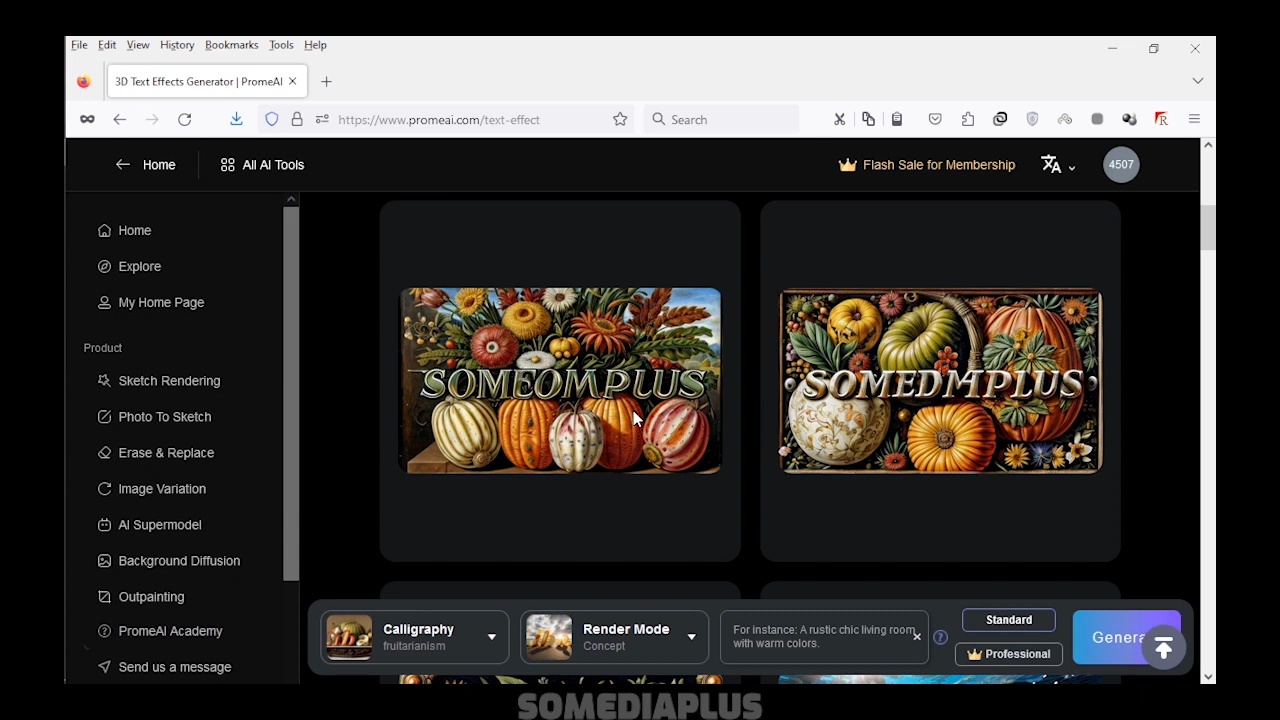 File Edit View History Bookmarks Tools Help
3D Text Effects Generator | PromeAI
https://www.promeai.com/text-effect
Search
Home
All AI Tools
Flash Sale for Membership
4507
Home
Explore
My Home Page
Product
Sketch Rendering
Photo To Sketch
Erase & Replace
Image Variation
AI Supermodel
Background Diffusion
Outpainting
PromeAI Academy
Send us a message
SOMEOMPLUS
SOMEDMPLUS
Calligraphy
fruitarianism
Render Mode
Concept
For instance: A rustic chic living room
with warm colors.
Standard
Professional
Genera
SOMEDIAPLUS